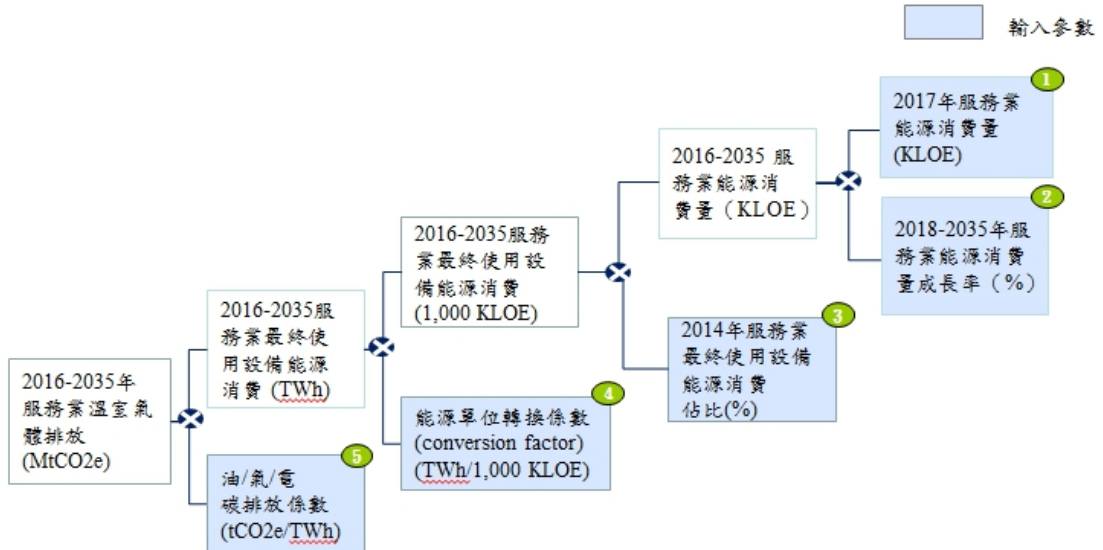 輸入參數
1
2017年服務業
能源消費量
(KLOE)
2016-2035 服
務業能源消
費量（KLOE）
2
2018-2035年服
務業能源消費
量成長率（%）
2016-2035服務
業最終使用設
備能源消費
(1,000 KLOE)
3
2014年服務業
最終使用設備
能源消費
佔比(%)
2016-2035服
務業最終使
用設備能源
消費 (TWh)
4
能源單位轉換係數
(conversion factor)
(TWh/1,000 KLOE)
2016-2035年
服務業溫室氣
體排放
(MtCO2e)
5
油/氣/電
碳排放係數
(tCO2e/TWh)